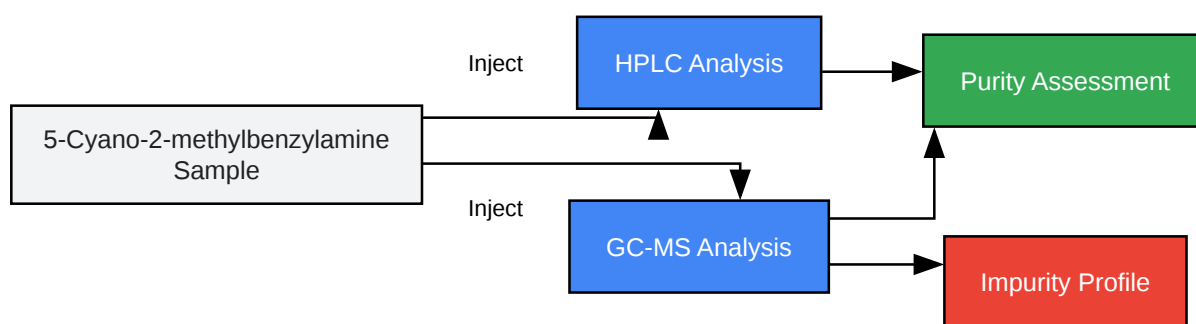 Inject
HPLC Analysis
Purity Assessment
5-Cyano-2-methylbenzylamine
Sample
Inject
GC-MS Analysis
Impurity Profile